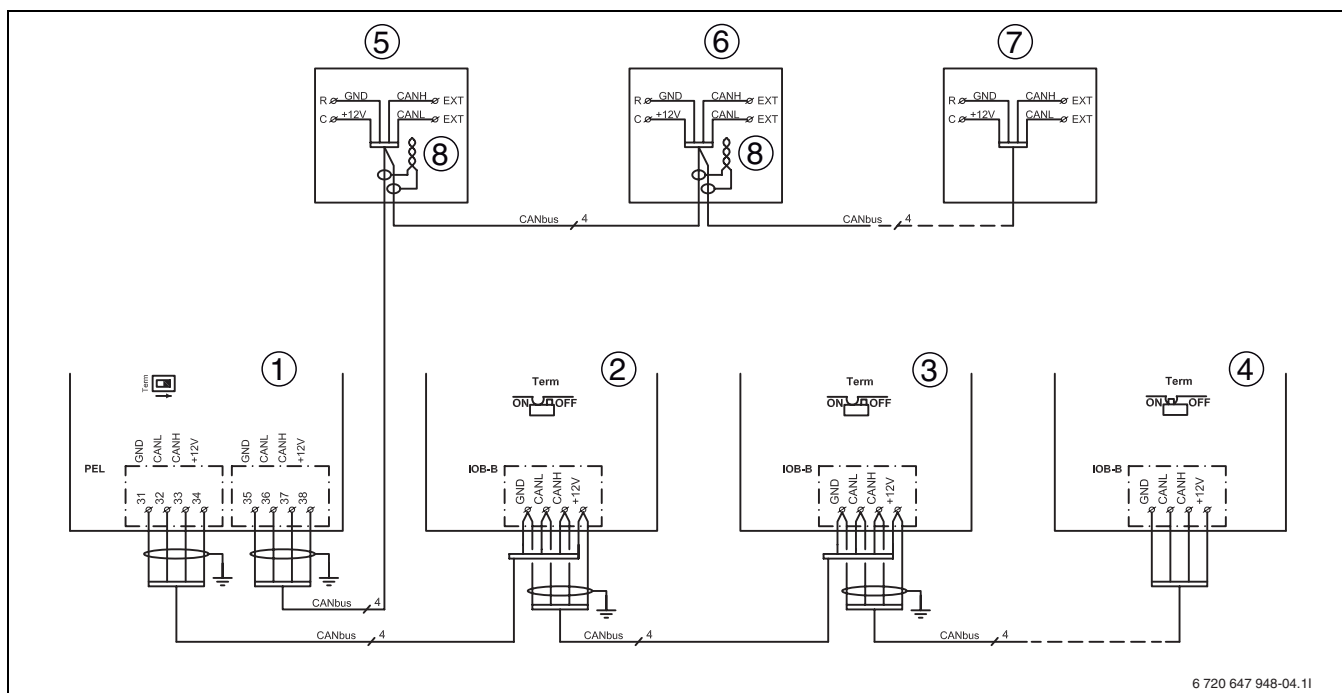 5 6 7
R GND CANH EXT
C +12V CANL EXT
8
R GND CANH EXT
C +12V CANL EXT
8
R GND CANH EXT
C +12V CANL EXT
CANbus 4
CANbus 4
1 2 3 4
Term
Term
ON OFF
Term
ON OFF
Term
ON OFF
PEL
GND CANL CANH +12V
31 32 33 34
GND CANL CANH +12V
35 36 37 38
IOB-B
GND CANL CANH +12V
IOB-B
GND CANL CANH +12V
IOB-B
GND CANL CANH +12V
CANbus 4
CANbus 4
CANbus 4
CANbus 4
6 720 647 948-04.1I